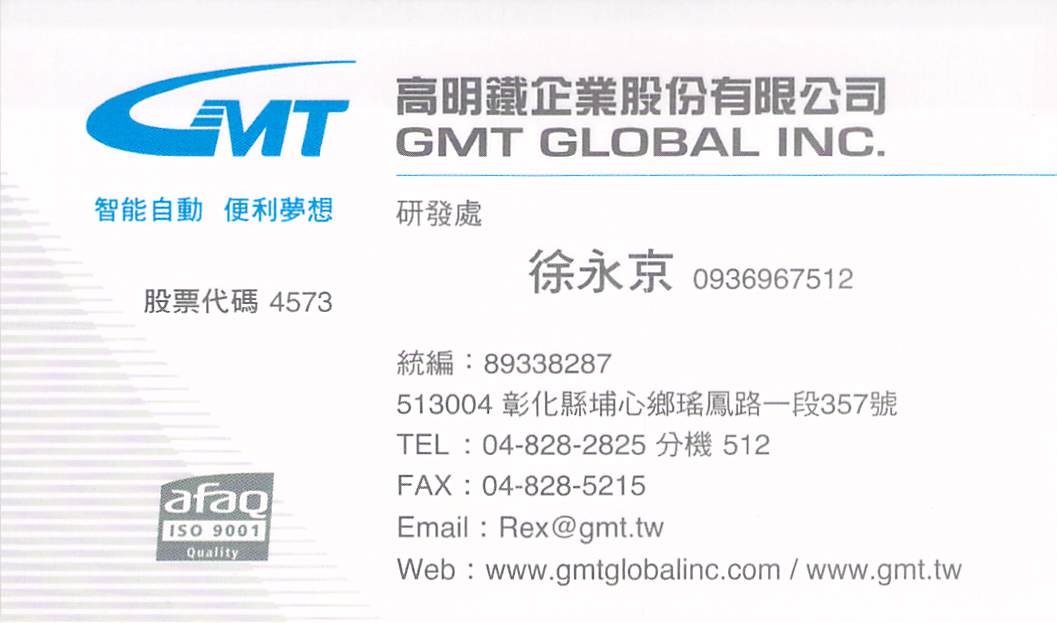 GMT
高明鐵企業股份有限公司
GMT GLOBAL INC.
智能自動 便利夢想
研發處
徐永京 0936967512
股票代碼 4573
統編：89338287
513004 彰化縣埔心鄉瑤鳳路一段357號
TEL：04-828-2825 分機 512
FAX：04-828-5215
Email：Rex@gmt.tw
Web：www.gmtglobalinc.com / www.gmt.tw
afaq
ISO 9001
Quality